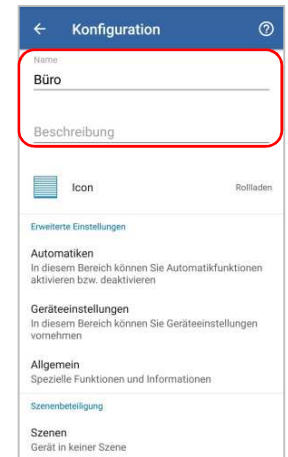 Konfiguration
Name
Büro
Beschreibung
Icon Rollladen
Erweiterte Einstellungen
Automatiken
In diesem Bereich können Sie Automatikfunktionen
aktivieren bzw. deaktivieren
Geräteeinstellungen
In diesem Bereich können Sie Geräteeinstellungen
vornehmen
Allgemein
Spezielle Funktionen und Informationen
Szenenbeteiligung
Szenen
Gerät in keiner Szene